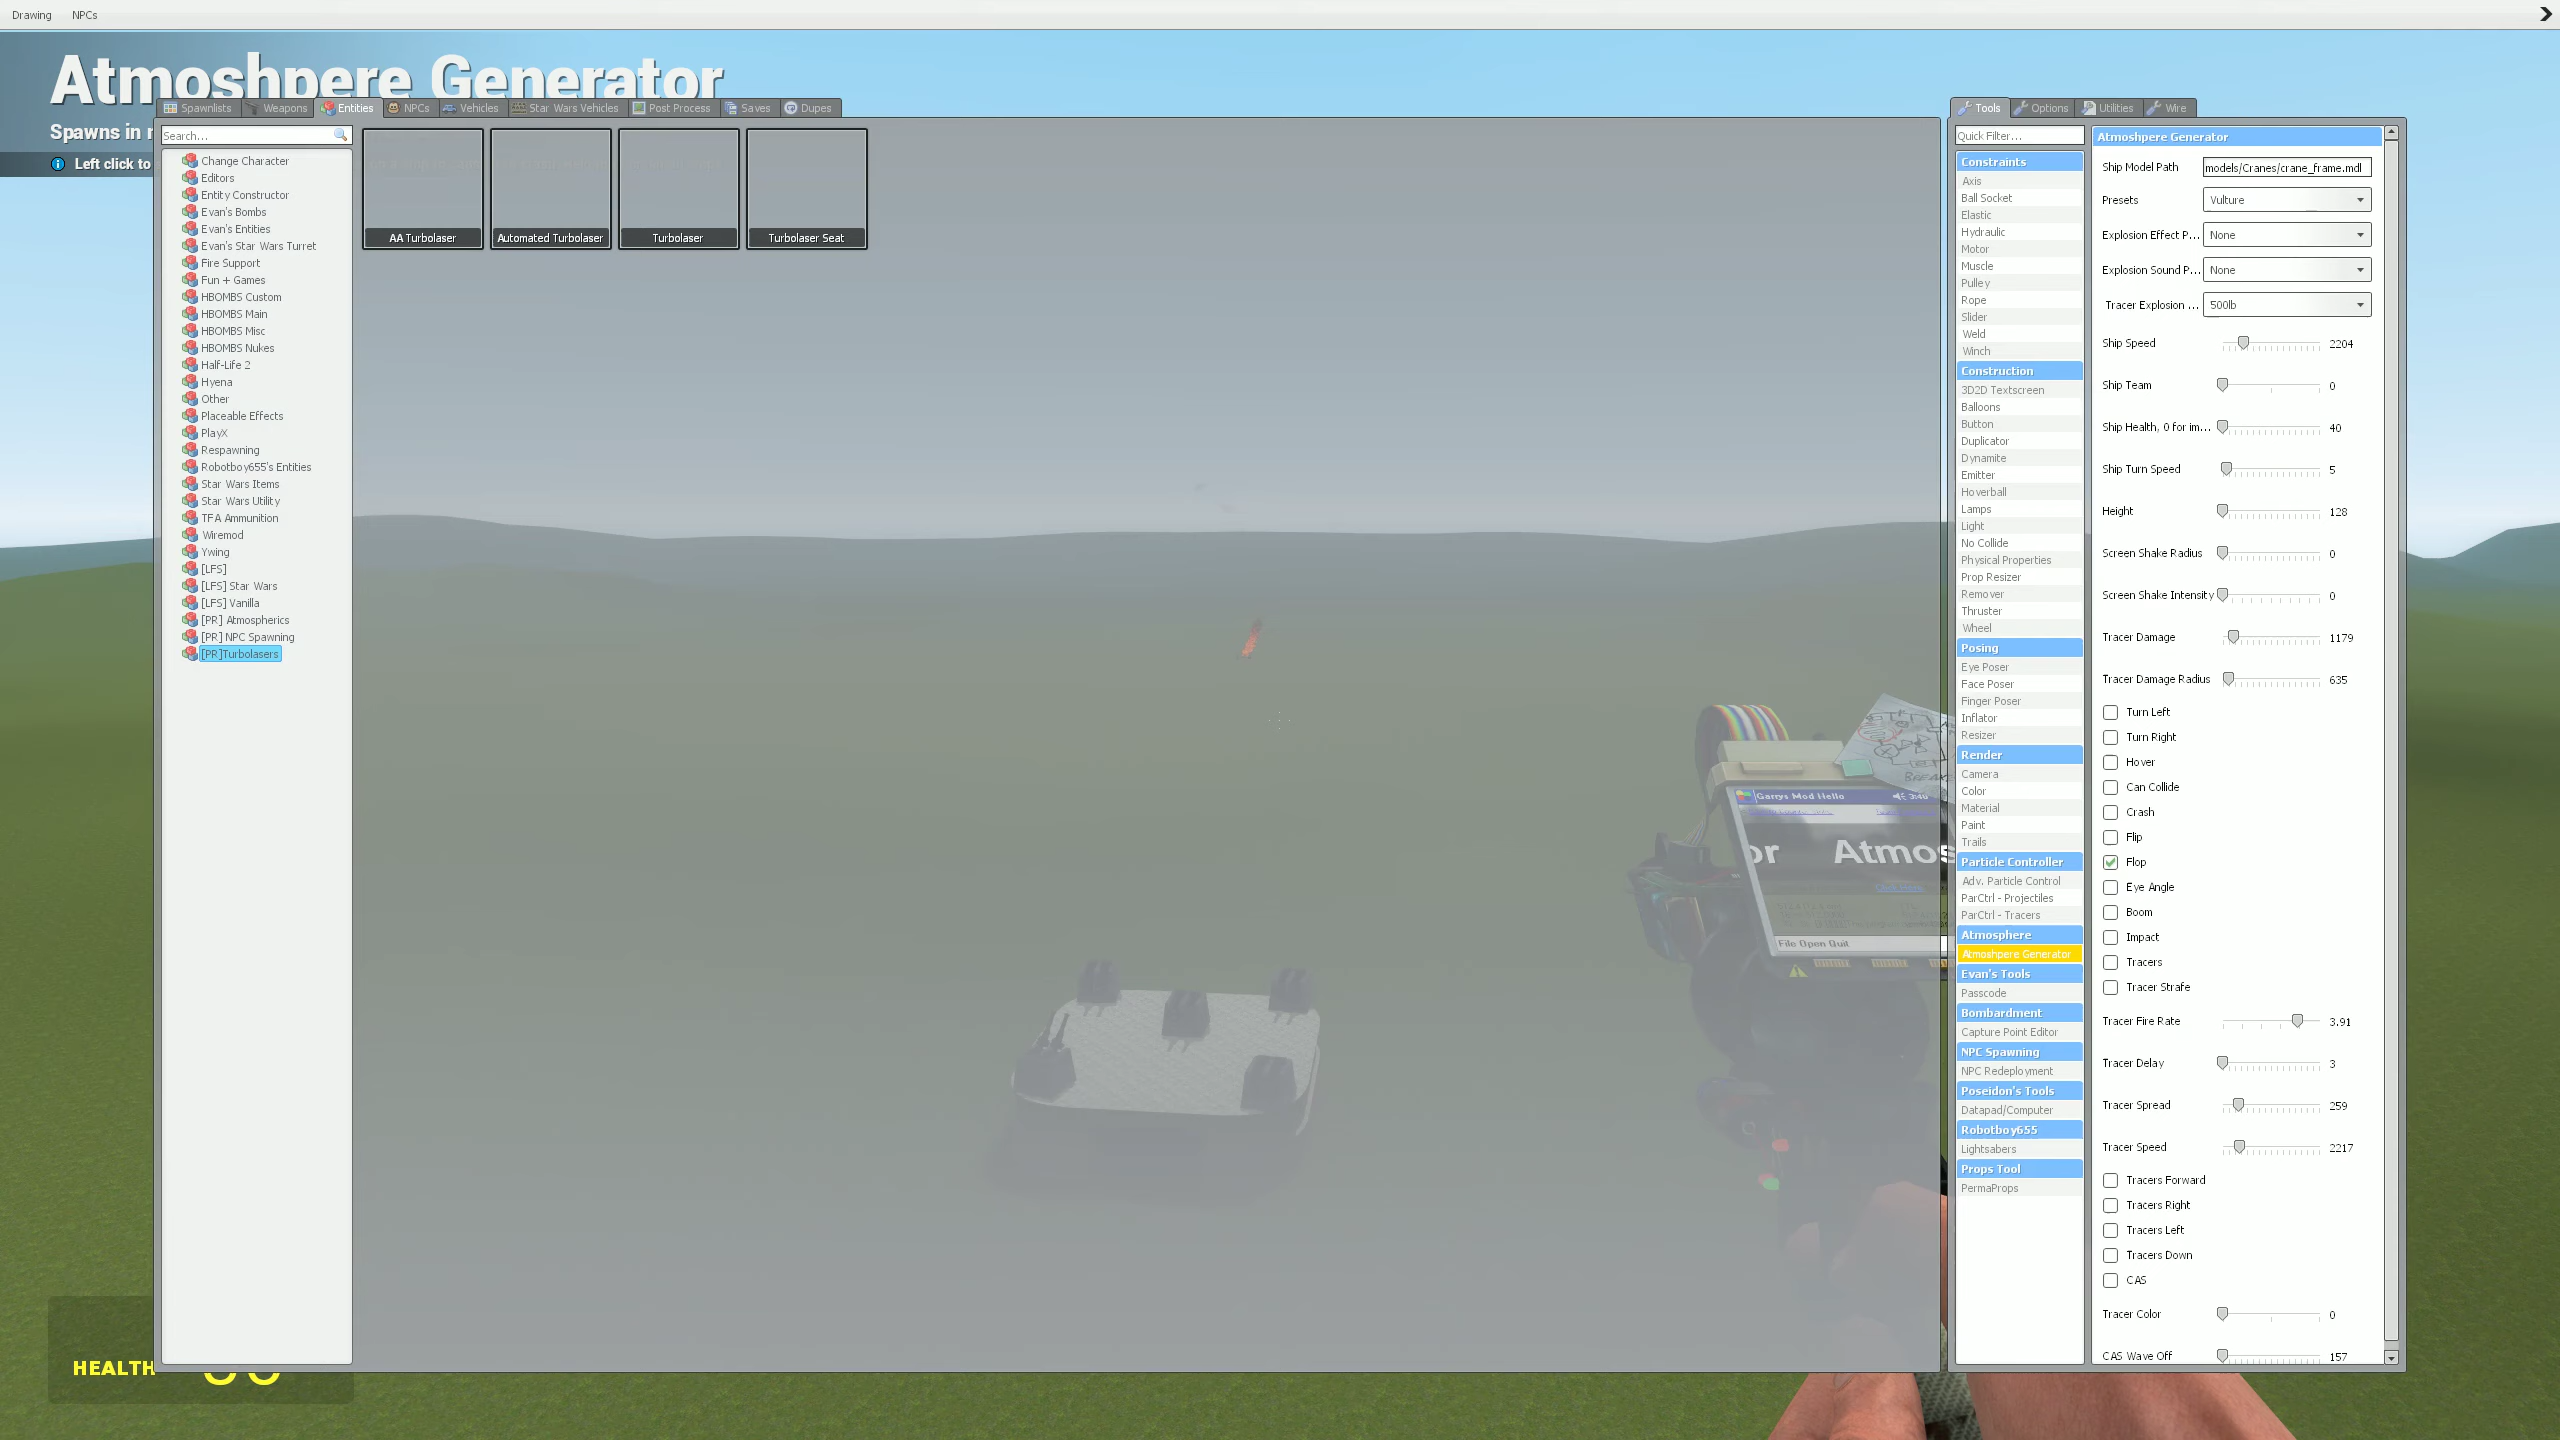 Drawing NPCs
Atmoshpere Generator
Spawns in
Left click to
Spawnlists Weapons Entities NPCs Vehicles Star Wars Vehicles Post Process Saves Dupes
Search...
Change Character
Editors
Entity Constructor
Evan's Bombs
Evan's Entities
Evan's Star Wars Turret
Fire Support
Fun + Games
HBOMBS Custom
HBOMBS Main
HBOMBS Misc
HBOMBS Nukes
Half-Life 2
Hyena
Other
Placeable Effects
PlayX
Respawning
Robotboy655's Entities
Star Wars Items
Star Wars Utility
TFA Ammunition
Wiremod
Ywing
[LFS]
[LFS] Star Wars
[LFS] Vanilla
[PR] Atmospherics
[PR] NPC Spawning
[PR]Turbolasers
AA Turbolaser Automated Turbolaser Turbolaser Turbolaser Seat
Garrys Mod Hello
or Atmos
File Open Quit
HEALTH
Tools Options Utilities Wire
Quick Filter...
Constraints
Axis
Ball Socket
Elastic
Hydraulic
Motor
Muscle
Pulley
Rope
Slider
Weld
Winch
Construction
3D2D Textscreen
Balloons
Button
Duplicator
Dynamite
Emitter
Hoverball
Lamps
Light
No Collide
Physical Properties
Prop Resizer
Remover
Thruster
Wheel
Posing
Eye Poser
Face Poser
Finger Poser
Inflator
Resizer
Render
Camera
Color
Material
Paint
Trails
Particle Controller
Adv. Particle Control
ParCtrl - Projectiles
ParCtrl - Tracers
Atmosphere
Atmoshpere Generator
Evan's Tools
Passcode
Bombardment
Capture Point Editor
NPC Spawning
NPC Redeployment
Poseidon's Tools
Datapad/Computer
Robotboy655
Lightsabers
Props Tool
PermaProps
Atmoshpere Generator
Ship Model Path models/Cranes/crane_frame.mdl
Presets Vulture
Explosion Effect P... None
Explosion Sound P... None
Tracer Explosion ... 500lb
Ship Speed 2204
Ship Team 0
Ship Health, 0 for im... 40
Ship Turn Speed 5
Height 128
Screen Shake Radius 0
Screen Shake Intensity 0
Tracer Damage 1179
Tracer Damage Radius 635
Turn Left
Turn Right
Hover
Can Collide
Crash
Flip
Flop
Eye Angle
Boom
Impact
Tracers
Tracer Strafe
Tracer Fire Rate 3.91
Tracer Delay 3
Tracer Spread 259
Tracer Speed 2217
Tracers Forward
Tracers Right
Tracers Left
Tracers Down
CAS
Tracer Color 0
CAS Wave Off 157